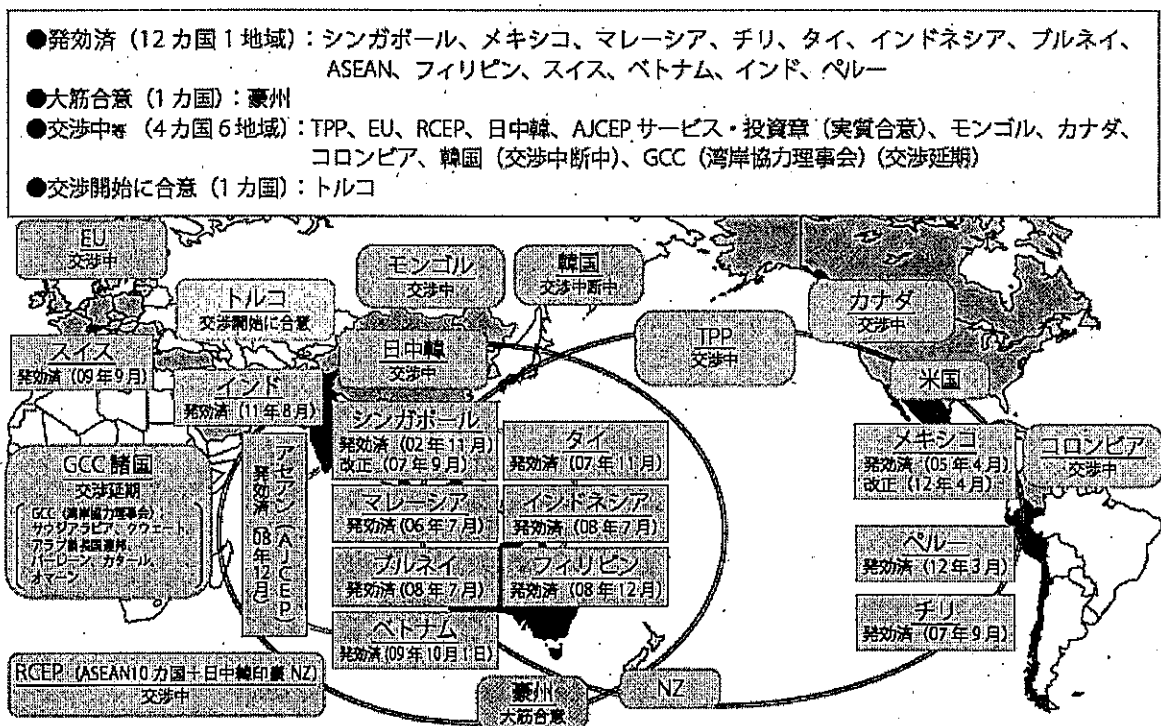 ●発効済（12カ国1地域）：シンガポール、メキシコ、マレーシア、チリ、タイ、インドネシア、ブルネイ、
ASEAN、フィリピン、スイス、ベトナム、インド、ペルー
●大筋合意（1カ国）：豪州
●交渉中等（4カ国6地域）：TPP、EU、RCEP、日中韓、AJCEPサービス・投資章（実質合意）、モンゴル、カナダ、
コロンビア、韓国（交渉中断中）、GCC（湾岸協力理事会）（交渉延期）
●交渉開始に合意（1カ国）：トルコ
EU
交渉中
モンゴル
交渉中
韓国
交渉中断中
トルコ
交渉開始に合意
カナダ
交渉中
TPP
交渉中
日中韓
交渉中
スイス
発効済（09年9月）
インド
発効済（11年8月）
米国
シンガポール
発効済（02年11月）
改正（07年9月）
タイ
発効済（07年11月）
メキシコ
発効済（05年4月）
改正（12年4月）
コロンビア
交渉中
GCC諸国
交渉延期
GCC（湾岸協力理事会）：
サウジアラビア、クウェート、
アラブ首長国連邦、
バーレーン、カタール、
オマーン
アセアン（AJCEP）
発効済（08年12月）
マレーシア
発効済（06年7月）
インドネシア
発効済（08年7月）
ブルネイ
発効済（08年7月）
フィリピン
発効済（08年12月）
ペルー
発効済（12年3月）
ベトナム
発効済（09年10月1日）
チリ
発効済（07年9月）
RCEP（ASEAN10カ国＋日中韓印豪NZ）
交渉中
豪州
大筋合意
NZ